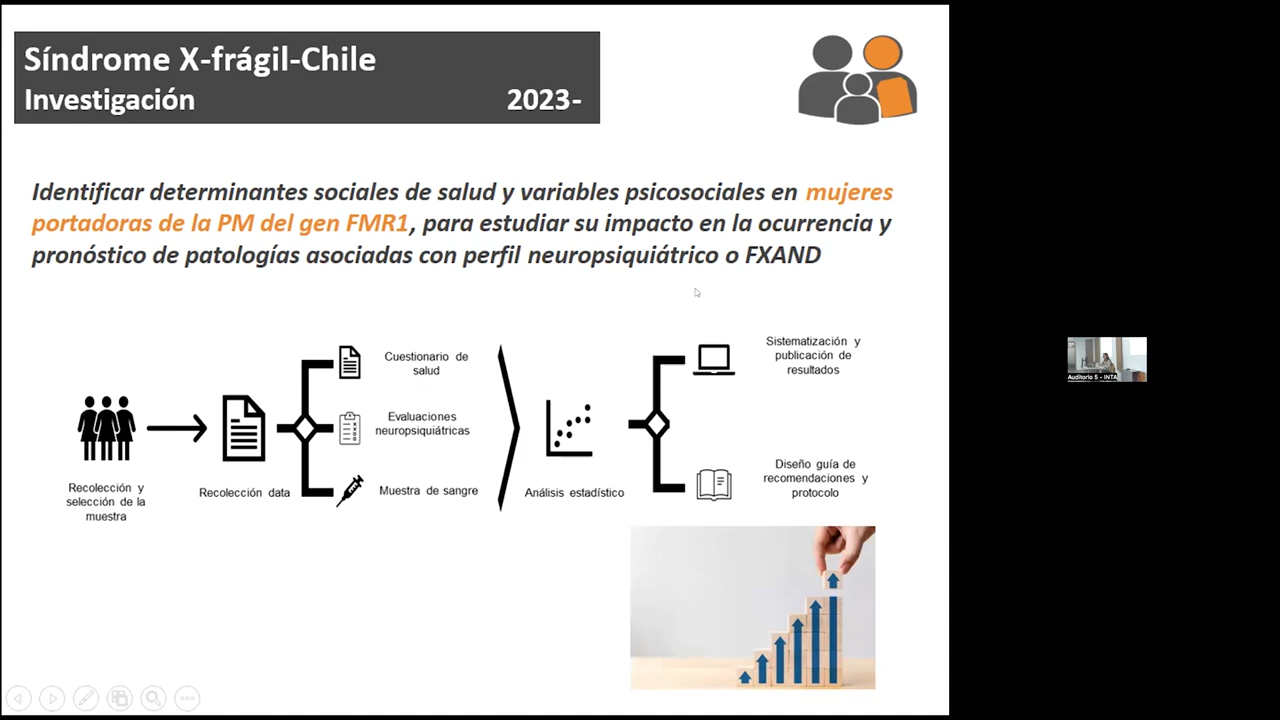 Síndrome X-frágil-Chile
Investigación 2023-
Identificar determinantes sociales de salud y variables psicosociales en mujeres
portadoras de la PM del gen FMR1, para estudiar su impacto en la ocurrencia y
pronóstico de patologías asociadas con perfil neuropsiquiátrico o FXAND
Recolección y
selección de la
muestra
Recolección data
Cuestionario de
salud
Evaluaciones
neuropsiquiátricas
Muestra de sangre
Análisis estadístico
Sistematización y
publicación de
resultados
Diseño guía de
recomendaciones y
protocolo
Auditorio 5 - INTA